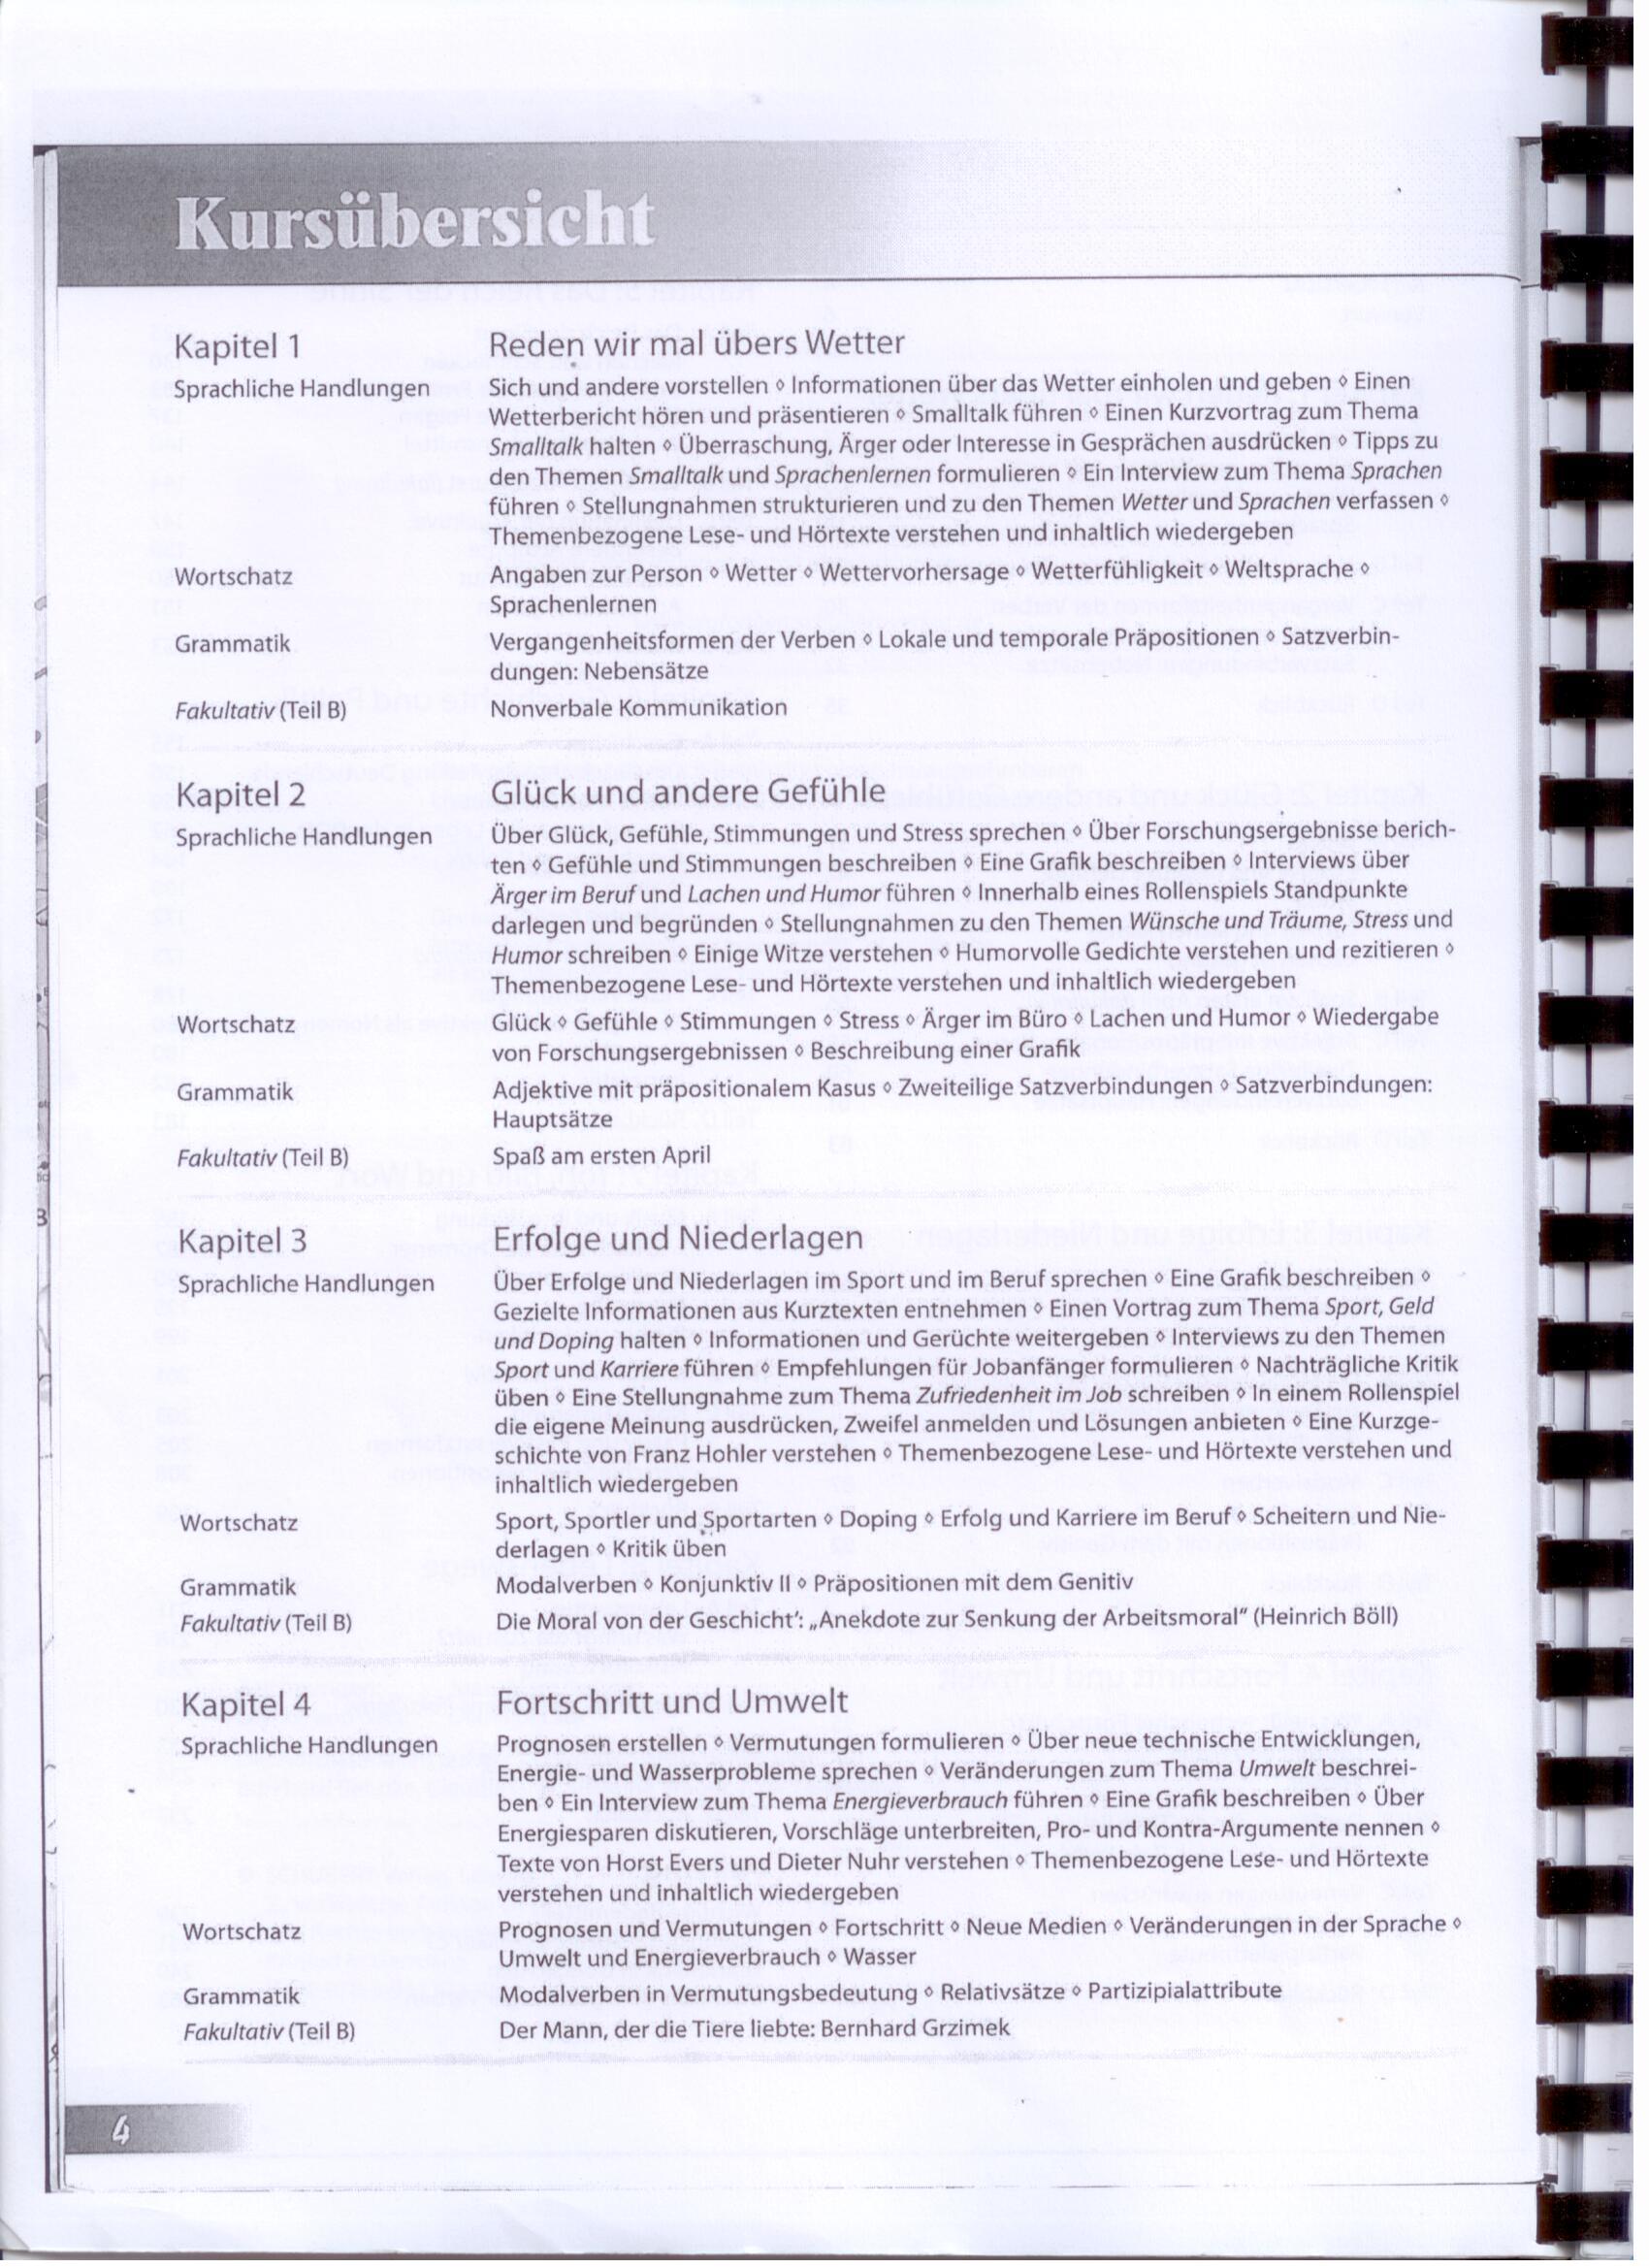 Kursübersicht
Kapitel 1 Reden wir mal übers Wetter
Sprachliche Handlungen Sich und andere vorstellen ⋄ Informationen über das Wetter einholen und geben ⋄ Einen
Wetterbericht hören und präsentieren ⋄ Smalltalk führen ⋄ Einen Kurzvortrag zum Thema
Smalltalk halten ⋄ Überraschung, Ärger oder Interesse in Gesprächen ausdrücken ⋄ Tipps zu
den Themen Smalltalk und Sprachenlernen formulieren ⋄ Ein Interview zum Thema Sprachen
führen ⋄ Stellungnahmen strukturieren und zu den Themen Wetter und Sprachen verfassen ⋄
Themenbezogene Lese- und Hörtexte verstehen und inhaltlich wiedergeben
Wortschatz Angaben zur Person ⋄ Wetter ⋄ Wettervorhersage ⋄ Wetterfühligkeit ⋄ Weltsprache ⋄
Sprachenlernen
Grammatik Vergangenheitsformen der Verben ⋄ Lokale und temporale Präpositionen ⋄ Satzverbin-
dungen: Nebensätze
Fakultativ (Teil B) Nonverbale Kommunikation
Kapitel 2 Glück und andere Gefühle
Sprachliche Handlungen Über Glück, Gefühle, Stimmungen und Stress sprechen ⋄ Über Forschungsergebnisse berich-
ten ⋄ Gefühle und Stimmungen beschreiben ⋄ Eine Grafik beschreiben ⋄ Interviews über
Ärger im Beruf und Lachen und Humor führen ⋄ Innerhalb eines Rollenspiels Standpunkte
darlegen und begründen ⋄ Stellungnahmen zu den Themen Wünsche und Träume, Stress und
Humor schreiben ⋄ Einige Witze verstehen ⋄ Humorvolle Gedichte verstehen und rezitieren ⋄
Themenbezogene Lese- und Hörtexte verstehen und inhaltlich wiedergeben
Wortschatz Glück ⋄ Gefühle ⋄ Stimmungen ⋄ Stress ⋄ Ärger im Büro ⋄ Lachen und Humor ⋄ Wiedergabe
von Forschungsergebnissen ⋄ Beschreibung einer Grafik
Grammatik Adjektive mit präpositionalem Kasus ⋄ Zweiteilige Satzverbindungen ⋄ Satzverbindungen:
Hauptsätze
Fakultativ (Teil B) Spaß am ersten April
Kapitel 3 Erfolge und Niederlagen
Sprachliche Handlungen Über Erfolge und Niederlagen im Sport und im Beruf sprechen ⋄ Eine Grafik beschreiben ⋄
Gezielte Informationen aus Kurztexten entnehmen ⋄ Einen Vortrag zum Thema Sport, Geld
und Doping halten ⋄ Informationen und Gerüchte weitergeben ⋄ Interviews zu den Themen
Sport und Karriere führen ⋄ Empfehlungen für Jobanfänger formulieren ⋄ Nachträgliche Kritik
üben ⋄ Eine Stellungnahme zum Thema Zufriedenheit im Job schreiben ⋄ In einem Rollenspiel
die eigene Meinung ausdrücken, Zweifel anmelden und Lösungen anbieten ⋄ Eine Kurzge-
schichte von Franz Hohler verstehen ⋄ Themenbezogene Lese- und Hörtexte verstehen und
inhaltlich wiedergeben
Wortschatz Sport, Sportler und Sportarten ⋄ Doping ⋄ Erfolg und Karriere im Beruf ⋄ Scheitern und Nie-
derlagen ⋄ Kritik üben
Grammatik Modalverben ⋄ Konjunktiv II ⋄ Präpositionen mit dem Genitiv
Fakultativ (Teil B) Die Moral von der Geschicht’: „Anekdote zur Senkung der Arbeitsmoral“ (Heinrich Böll)
Kapitel 4 Fortschritt und Umwelt
Sprachliche Handlungen Prognosen erstellen ⋄ Vermutungen formulieren ⋄ Über neue technische Entwicklungen,
Energie- und Wasserprobleme sprechen ⋄ Veränderungen zum Thema Umwelt beschrei-
ben ⋄ Ein Interview zum Thema Energieverbrauch führen ⋄ Eine Grafik beschreiben ⋄ Über
Energiesparen diskutieren, Vorschläge unterbreiten, Pro- und Kontra-Argumente nennen ⋄
Texte von Horst Evers und Dieter Nuhr verstehen ⋄ Themenbezogene Lese- und Hörtexte
verstehen und inhaltlich wiedergeben
Wortschatz Prognosen und Vermutungen ⋄ Fortschritt ⋄ Neue Medien ⋄ Veränderungen in der Sprache ⋄
Umwelt und Energieverbrauch ⋄ Wasser
Grammatik Modalverben in Vermutungsbedeutung ⋄ Relativsätze ⋄ Partizipialattribute
Fakultativ (Teil B) Der Mann, der die Tiere liebte: Bernhard Grzimek
4